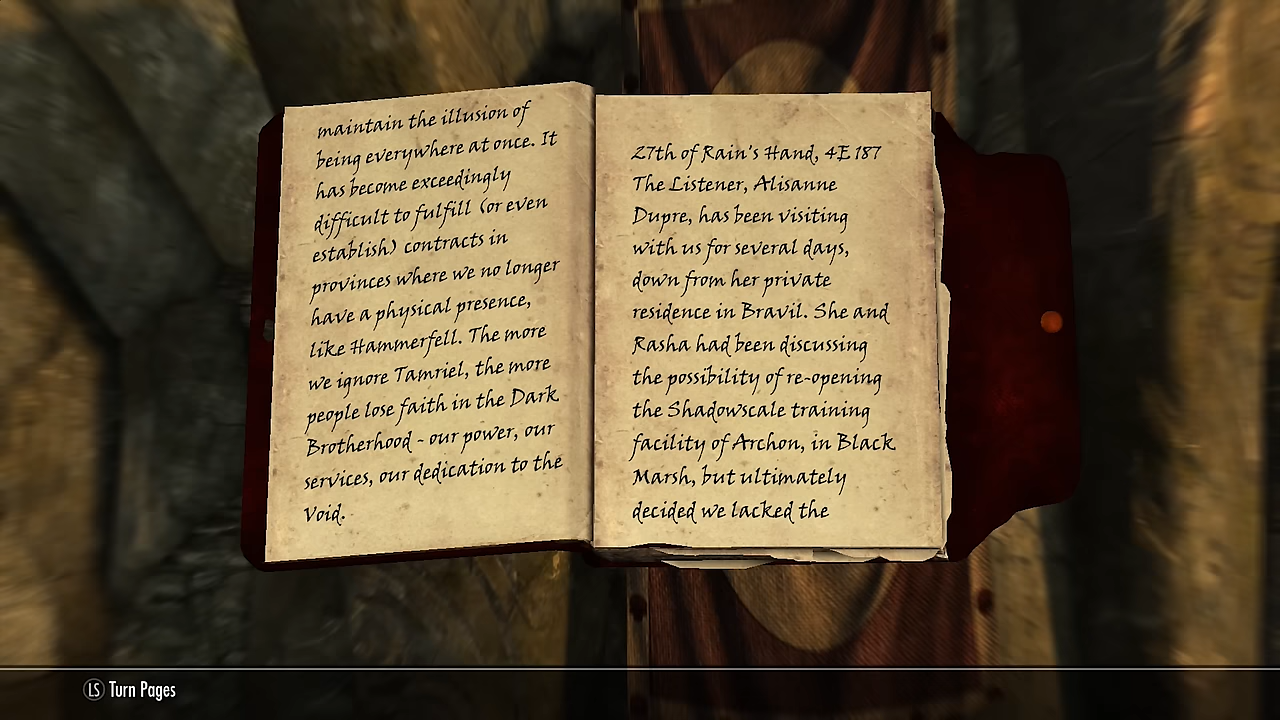 maintain the illusion of
being everywhere at once. It
has become exceedingly
difficult to fulfill (or even
establish) contracts in
provinces where we no longer
have a physical presence,
like Hammerfell. The more
we ignore Tamriel, the more
people lose faith in the Dark
Brotherhood - our power, our
services, our dedication to the
Void.
27th of Rain's Hand, 4E 187
The Listener, Alisanne
Dupre, has been visiting
with us for several days,
down from her private
residence in Bravil. She and
Rasha had been discussing
the possibility of re-opening
the Shadowscale training
facility of Archon, in Black
Marsh, but ultimately
decided we lacked the
LS Turn Pages